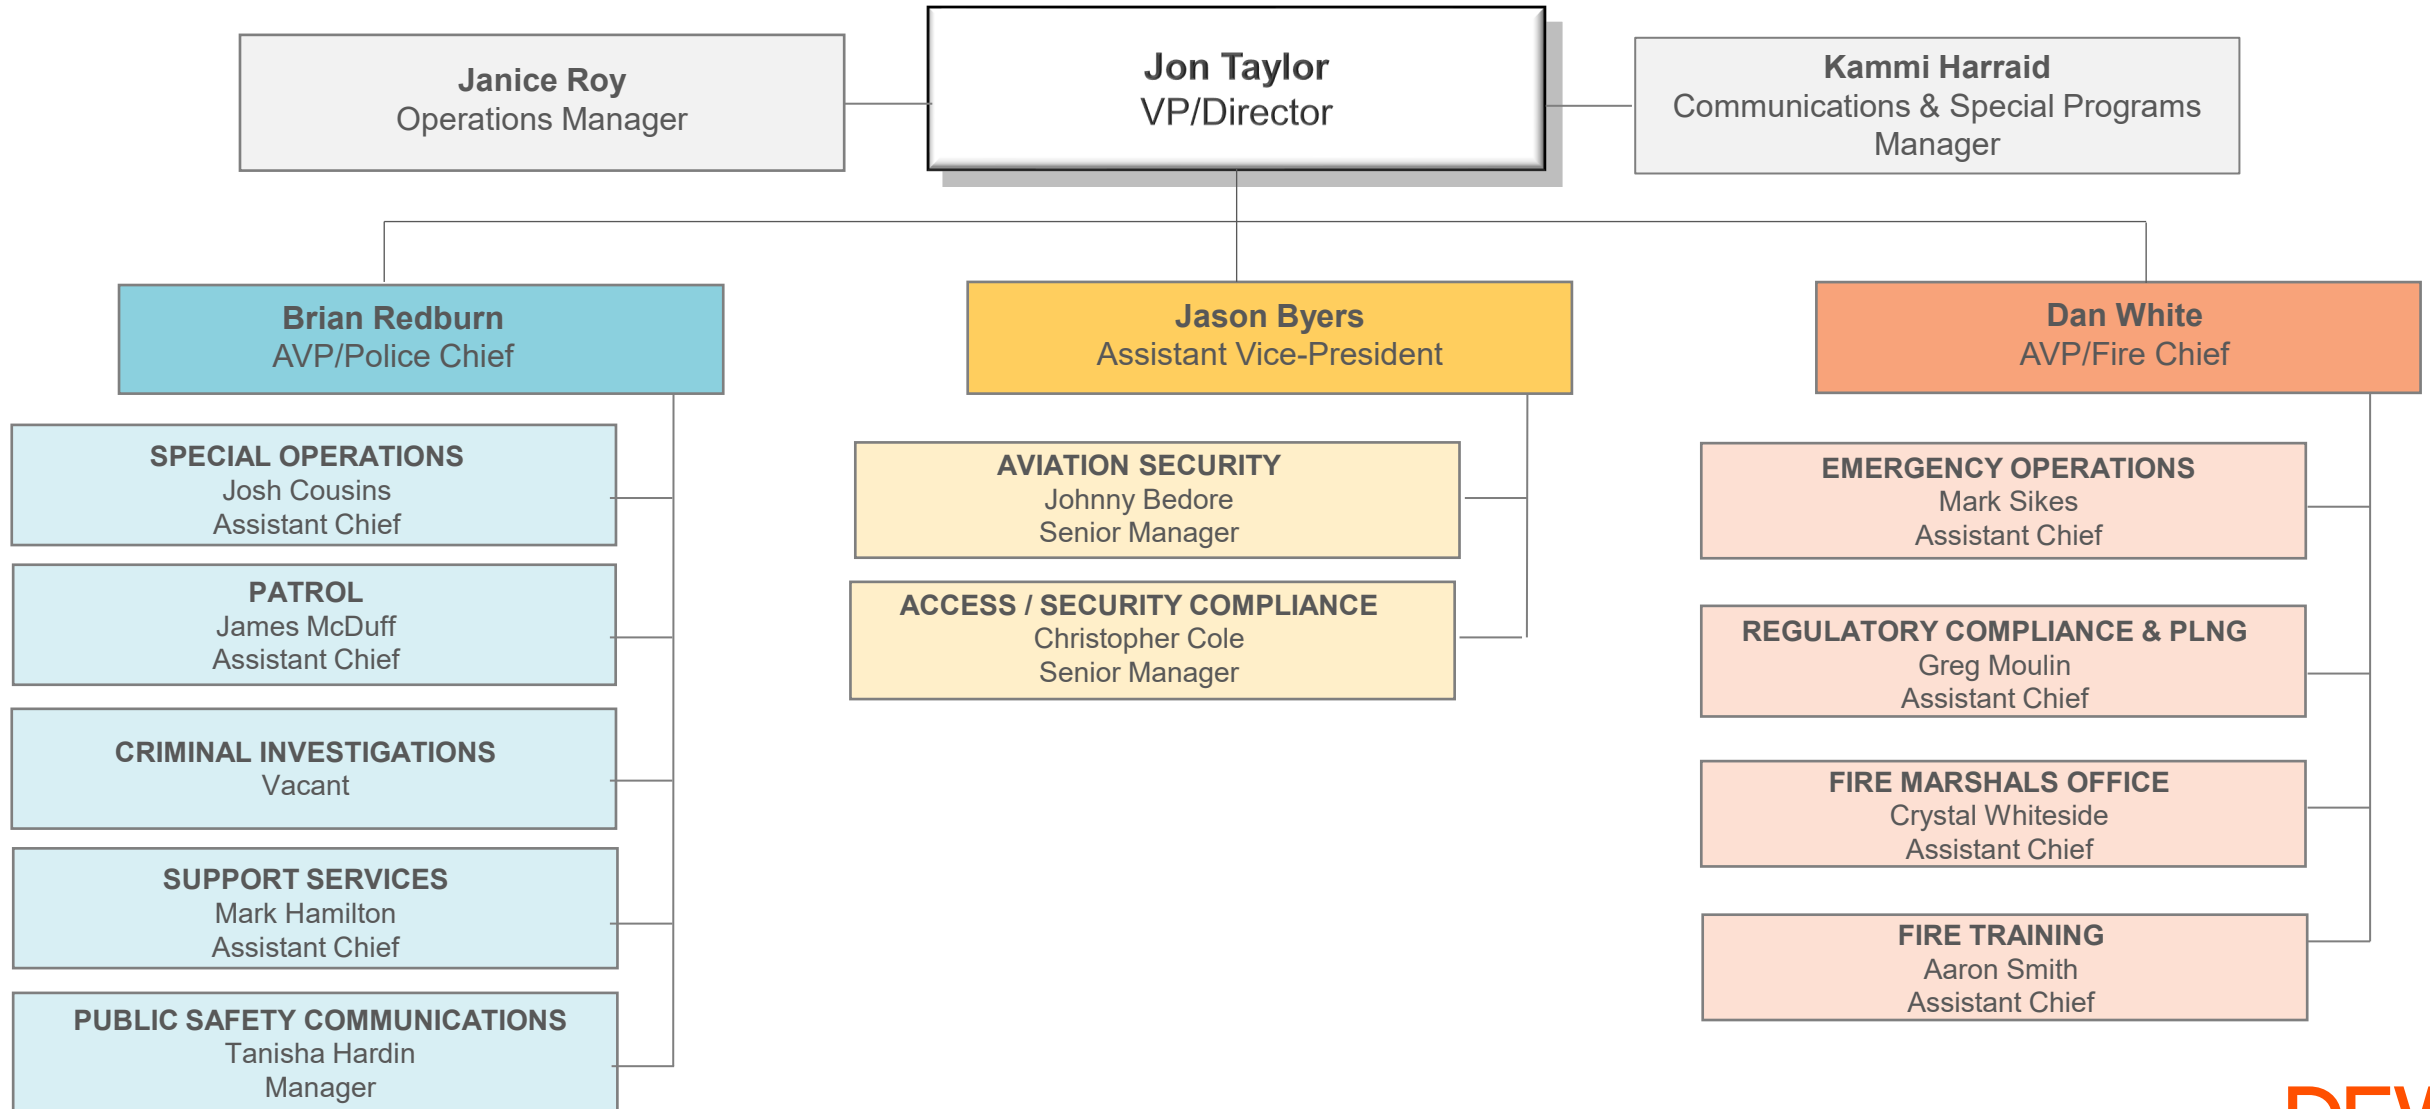 Janice Roy
Operations Manager
Jon Taylor
VP/Director
Kammi Harraid
Communications & Special Programs
Manager
Brian Redburn
AVP/Police Chief
Jason Byers
Assistant Vice-President
Dan White
AVP/Fire Chief
SPECIAL OPERATIONS
Josh Cousins
Assistant Chief
PATROL
James McDuff
Assistant Chief
CRIMINAL INVESTIGATIONS
Vacant
SUPPORT SERVICES
Mark Hamilton
Assistant Chief
PUBLIC SAFETY COMMUNICATIONS
Tanisha Hardin
Manager
AVIATION SECURITY
Johnny Bedore
Senior Manager
ACCESS / SECURITY COMPLIANCE
Christopher Cole
Senior Manager
EMERGENCY OPERATIONS
Mark Sikes
Assistant Chief
REGULATORY COMPLIANCE & PLNG
Greg Moulin
Assistant Chief
FIRE MARSHALS OFFICE
Crystal Whiteside
Assistant Chief
FIRE TRAINING
Aaron Smith
Assistant Chief